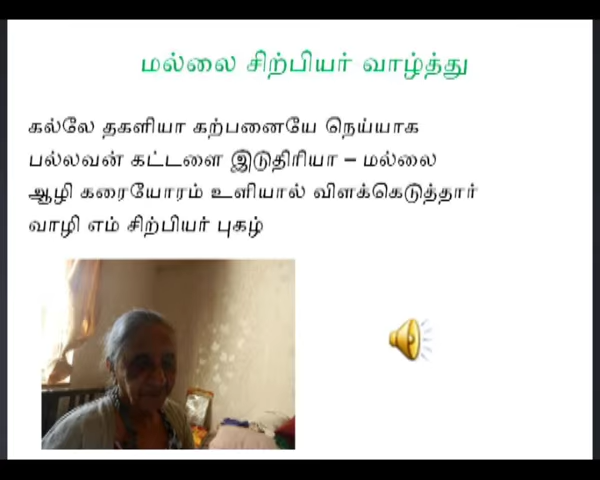 மல்லை சிற்பியர் வாழ்த்து
கல்லே தகளியா கற்பனையே நெய்யாக
பல்லவன் கட்டளை இடுதிரியா – மல்லை
ஆழி கரையோரம் உளியால் விளக்கெடுத்தார்
வாழி எம் சிற்பியர் புகழ்